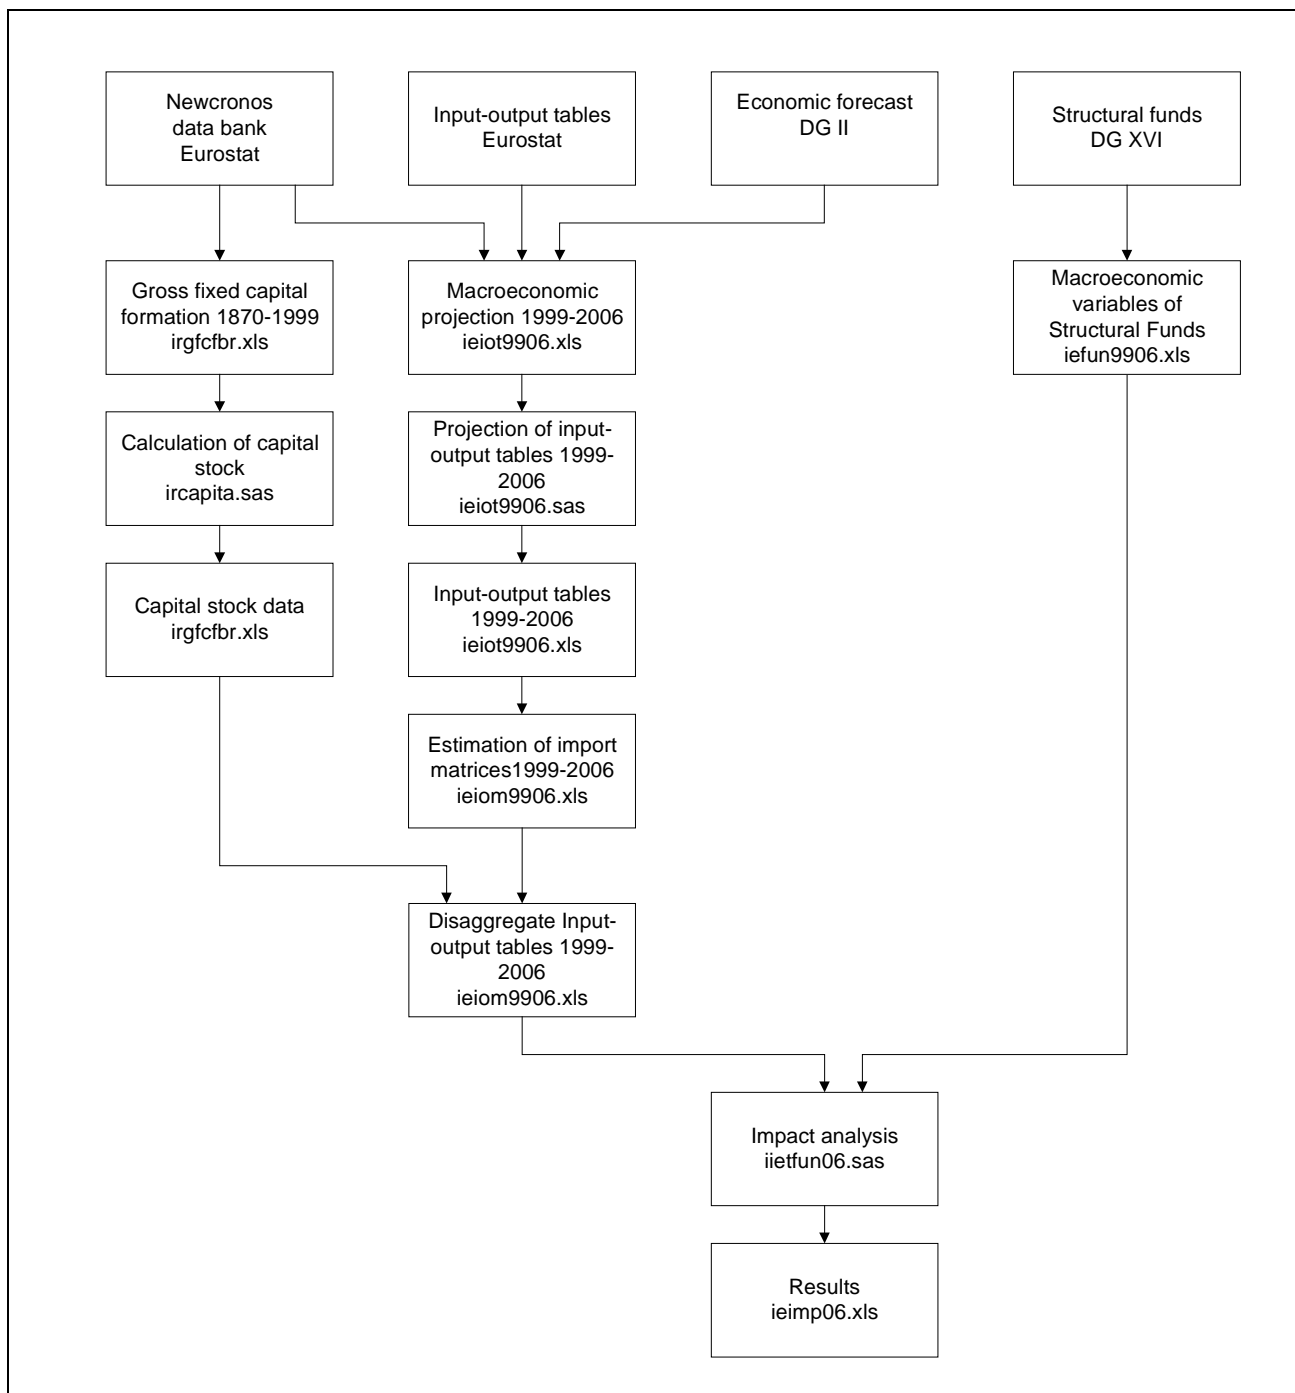 Newcronos
data bank
Eurostat
Input-output tables
Eurostat
Economic forecast
DG II
Structural funds
DG XVI
Gross fixed capital
formation 1870-1999
irgfcfbr.xls
Macroeconomic
projection 1999-2006
ieiot9906.xls
Macroeconomic
variables of
Structural Funds
iefun9906.xls
Calculation of capital
stock
ircapita.sas
Projection of input-
output tables 1999-
2006
ieiot9906.sas
Capital stock data
irgfcfbr.xls
Input-output tables
1999-2006
ieiot9906.xls
Estimation of import
matrices1999-2006
ieiom9906.xls
Disaggregate Input-
output tables 1999-
2006
ieiom9906.xls
Impact analysis
iietfun06.sas
Results
ieimp06.xls